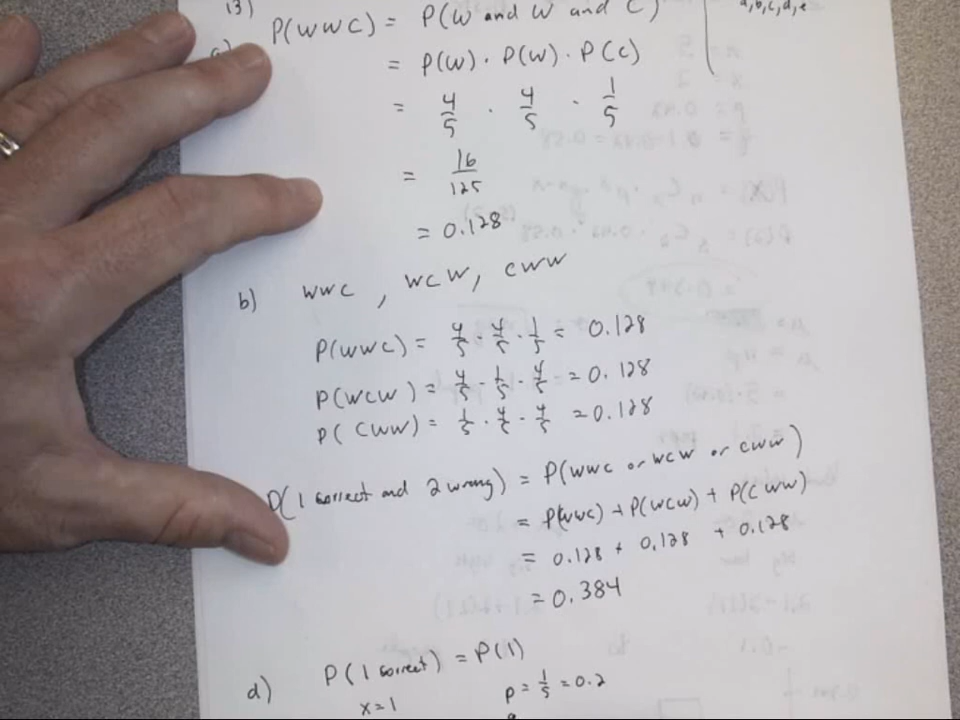 13) P(WWC) = P(W and W and C)
a,b,c,d,e
a) = P(W) · P(W) · P(C)
= 4/5 · 4/5 · 1/5
= 16/125
= 0.128
b) WWC, WCW, CWW
P(WWC) = 4/5 · 4/5 · 1/5 = 0.128
P(WCW) = 4/5 · 1/5 · 4/5 = 0.128
P(CWW) = 1/5 · 4/5 · 4/5 = 0.128
P(1 correct and 2 wrong) = P(WWC or WCW or CWW)
= P(WWC) + P(WCW) + P(CWW)
= 0.128 + 0.128 + 0.128
= 0.384
d) P(1 correct) = P(1)
x=1 p = 1/5 = 0.2